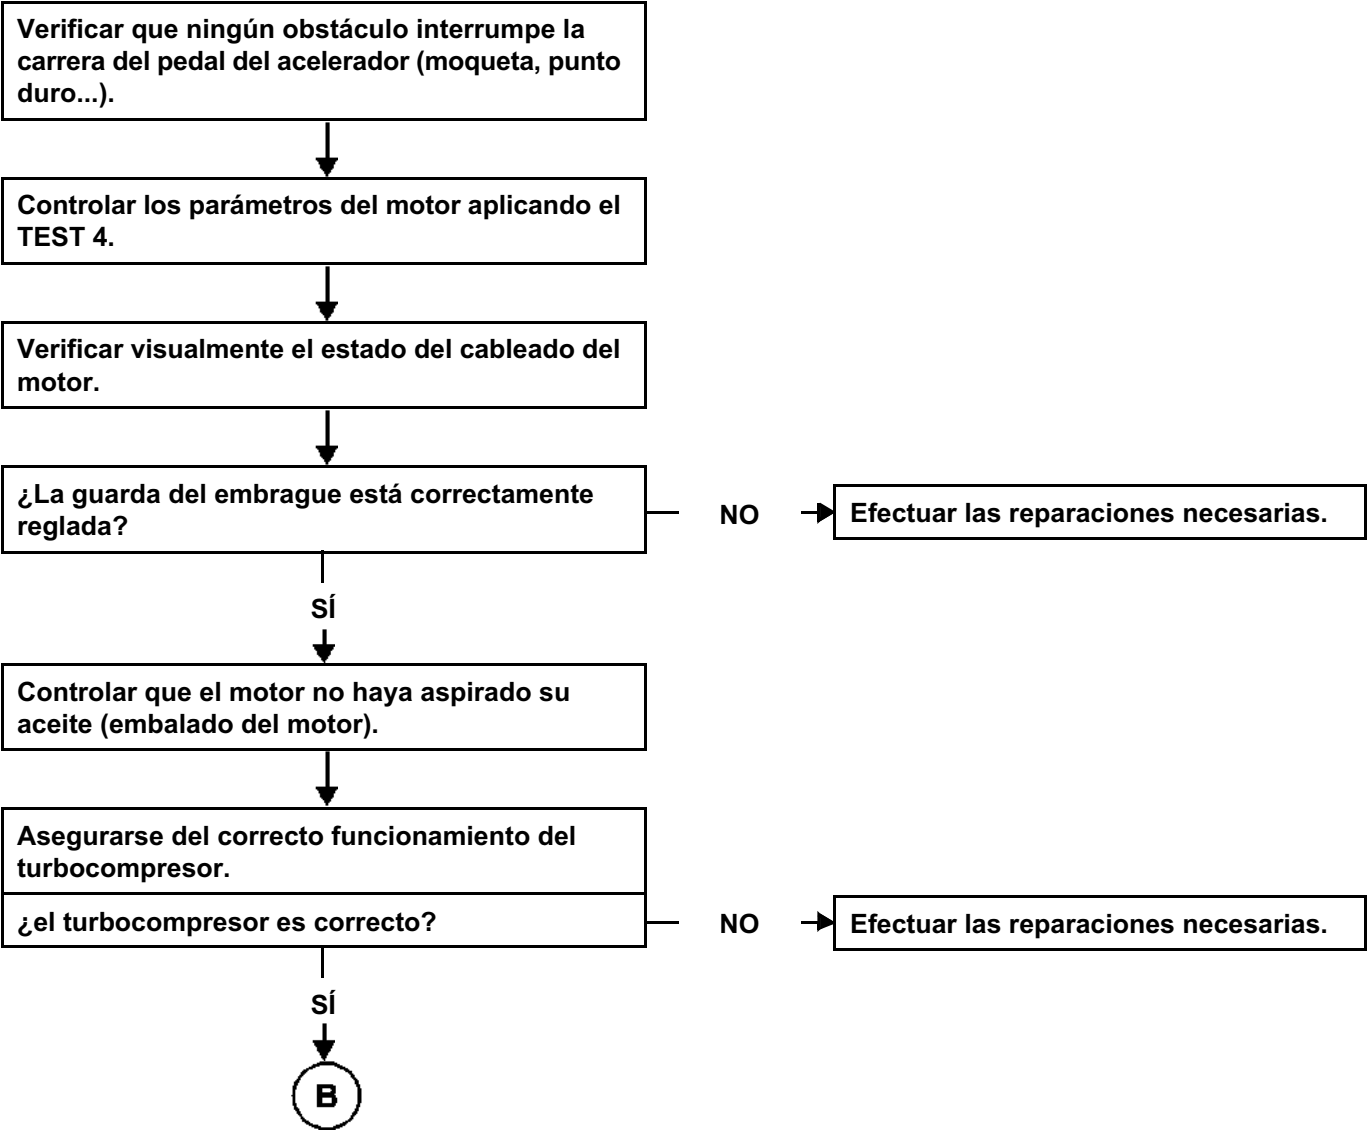 Verificar que ningún obstáculo interrumpe la
carrera del pedal del acelerador (moqueta, punto
duro...).
Controlar los parámetros del motor aplicando el
TEST 4.
Verificar visualmente el estado del cableado del
motor.
¿La guarda del embrague está correctamente
reglada?
NO
Efectuar las reparaciones necesarias.
SÍ
Controlar que el motor no haya aspirado su
aceite (embalado del motor).
Asegurarse del correcto funcionamiento del
turbocompresor.
¿el turbocompresor es correcto?
NO
Efectuar las reparaciones necesarias.
SÍ
B